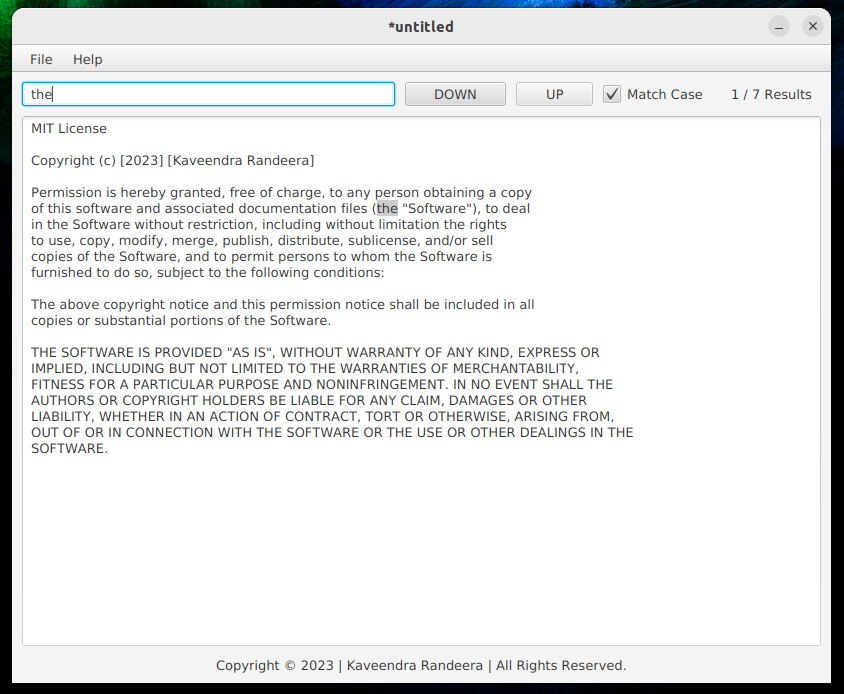 *untitled
File Help
the DOWN UP Match Case 1 / 7 Results
MIT License
Copyright (c) [2023] [Kaveendra Randeera]
Permission is hereby granted, free of charge, to any person obtaining a copy
of this software and associated documentation files (the "Software"), to deal
in the Software without restriction, including without limitation the rights
to use, copy, modify, merge, publish, distribute, sublicense, and/or sell
copies of the Software, and to permit persons to whom the Software is
furnished to do so, subject to the following conditions:
The above copyright notice and this permission notice shall be included in all
copies or substantial portions of the Software.
THE SOFTWARE IS PROVIDED "AS IS", WITHOUT WARRANTY OF ANY KIND, EXPRESS OR
IMPLIED, INCLUDING BUT NOT LIMITED TO THE WARRANTIES OF MERCHANTABILITY,
FITNESS FOR A PARTICULAR PURPOSE AND NONINFRINGEMENT. IN NO EVENT SHALL THE
AUTHORS OR COPYRIGHT HOLDERS BE LIABLE FOR ANY CLAIM, DAMAGES OR OTHER
LIABILITY, WHETHER IN AN ACTION OF CONTRACT, TORT OR OTHERWISE, ARISING FROM,
OUT OF OR IN CONNECTION WITH THE SOFTWARE OR THE USE OR OTHER DEALINGS IN THE
SOFTWARE.
Copyright © 2023 | Kaveendra Randeera | All Rights Reserved.